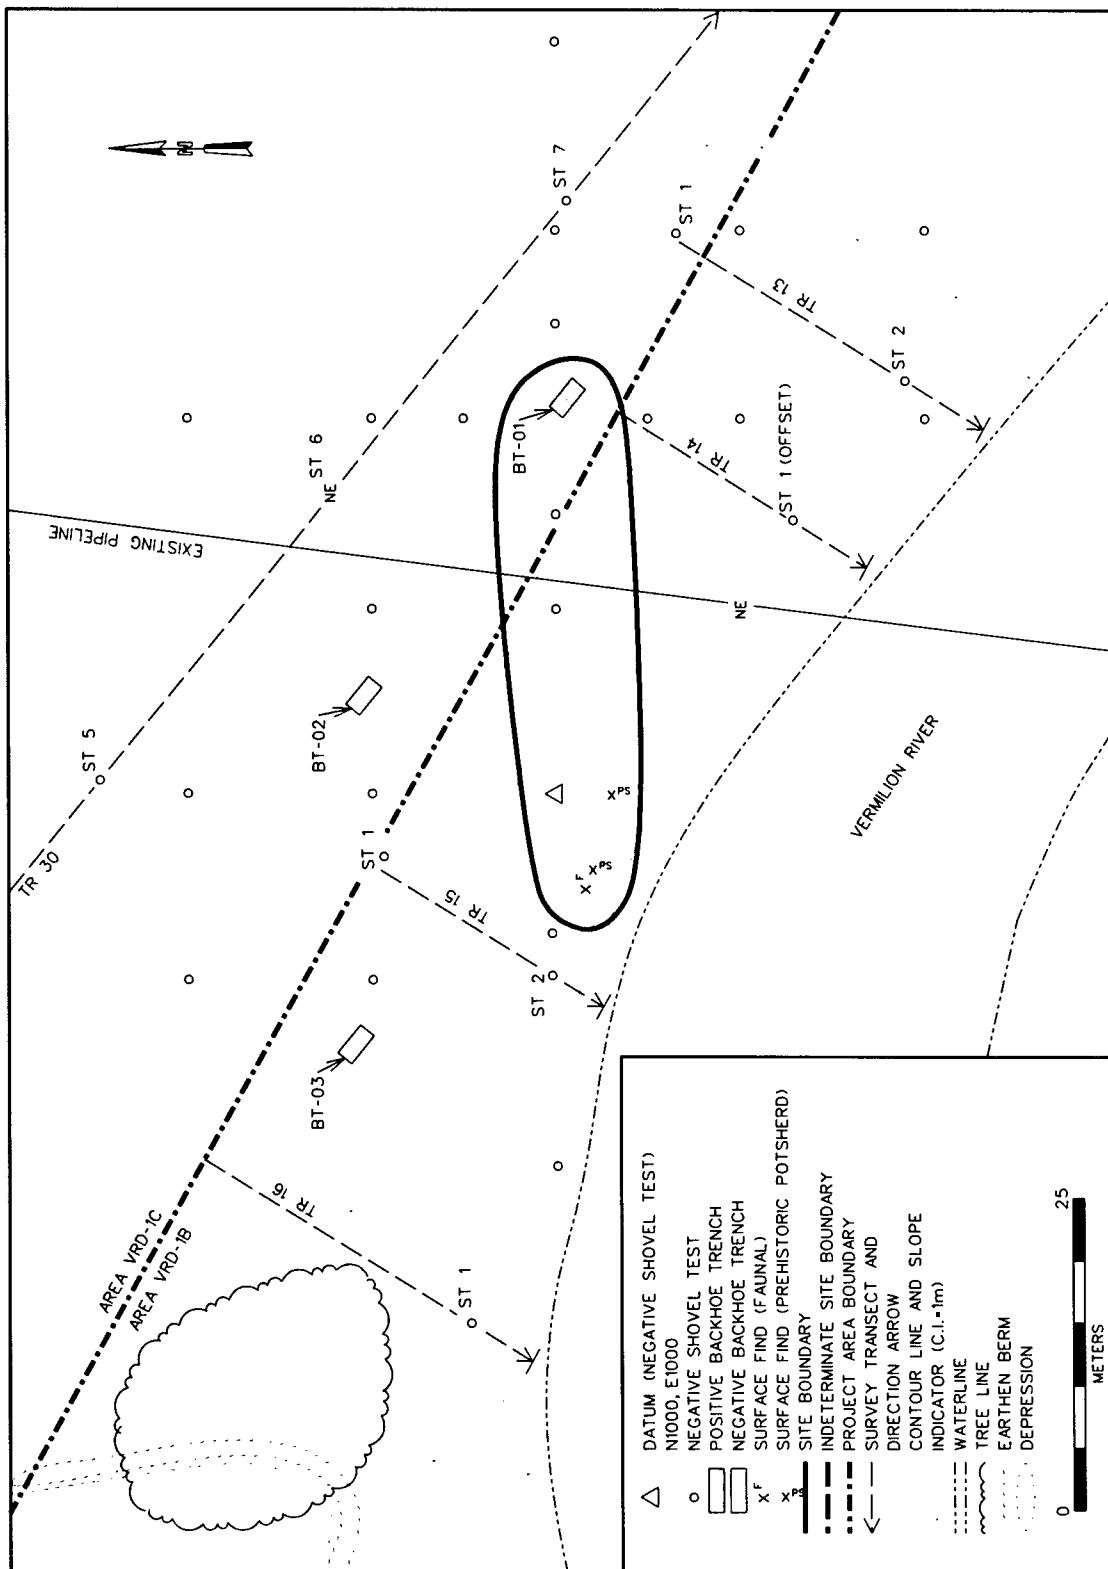 N
ST 7
ST 1
TR 13
ST 2
ST 6
NE
BT-01
TR 14
ST 1 (OFFSET)
EXISTING PIPELINE
NE
BT-02
ST 5
TR 30
VERMILION RIVER
PS
F
PS
ST 1
TR 15
ST 2
BT-03
TR 16
ST 1
AREA VRD-1C
AREA VRD-1B
DATUM (NEGATIVE SHOVEL TEST)
N1000, E1000
NEGATIVE SHOVEL TEST
POSITIVE BACKHOE TRENCH
NEGATIVE BACKHOE TRENCH
x F SURFACE FIND (FAUNAL)
x PS SURFACE FIND (PREHISTORIC POTSHERD)
SITE BOUNDARY
INDETERMINATE SITE BOUNDARY
PROJECT AREA BOUNDARY
SURVEY TRANSECT AND
DIRECTION ARROW
CONTOUR LINE AND SLOPE
INDICATOR (C.I.=1m)
WATERLINE
TREE LINE
EARTHEN BERM
DEPRESSION
0 25
METERS